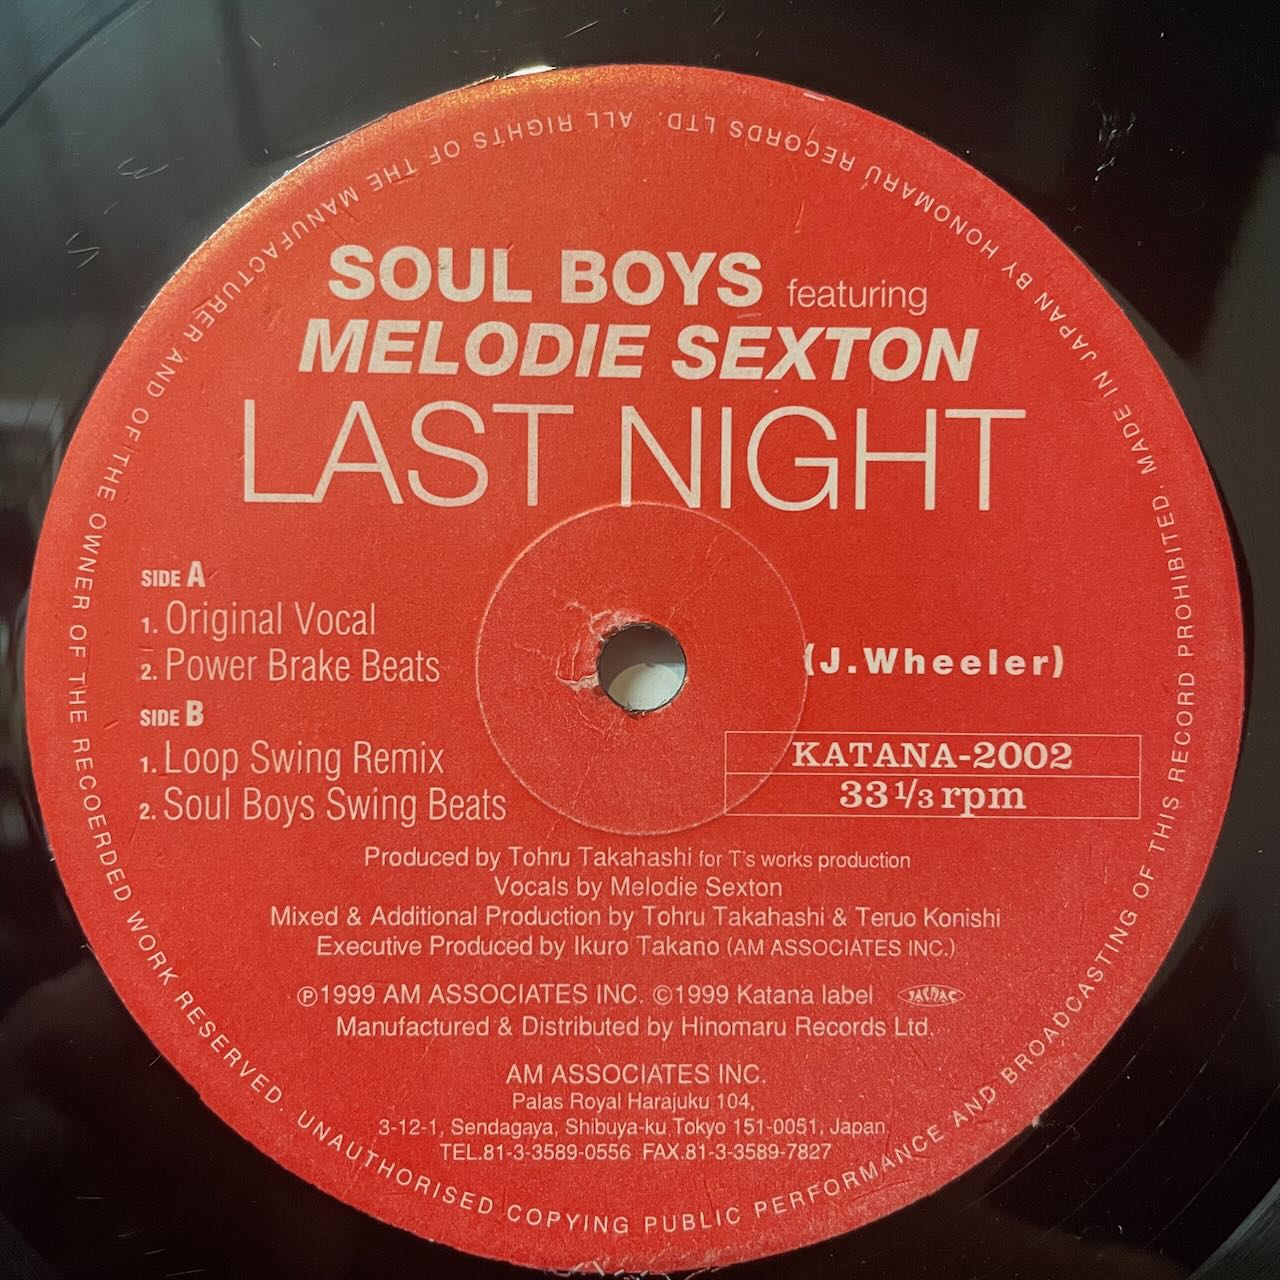 SOUL BOYS featuring
MELODIE SEXTON
LAST NIGHT
SIDE A
1. Original Vocal
2. Power Brake Beats
SIDE B
1. Loop Swing Remix
2. Soul Boys Swing Beats
(J.Wheeler)
KATANA-2002
33 1/3 rpm
Produced by Tohru Takahashi for T's works production
Vocals by Melodie Sexton
Mixed & Additional Production by Tohru Takahashi & Teruo Konishi
Executive Produced by Ikuro Takano (AM ASSOCIATES INC.)
℗1999 AM ASSOCIATES INC. ©1999 Katana label JASRAC
Manufactured & Distributed by Hinomaru Records Ltd.
AM ASSOCIATES INC.
Palas Royal Harajuku 104,
3-12-1, Sendagaya, Shibuya-ku Tokyo 151-0051, Japan
TEL.81-3-3589-0556 FAX.81-3-3589-7827
MADE IN JAPAN BY HONOMARU RECORDS LTD. ALL RIGHTS OF THE MANUFACTURER AND OF THE OWNER OF THE RECOERDED WORK RESERVED. UNAUTHORISED COPYING PUBLIC PERFORMANCE AND BROADCASTING OF THIS RECORD PROHIBITED.